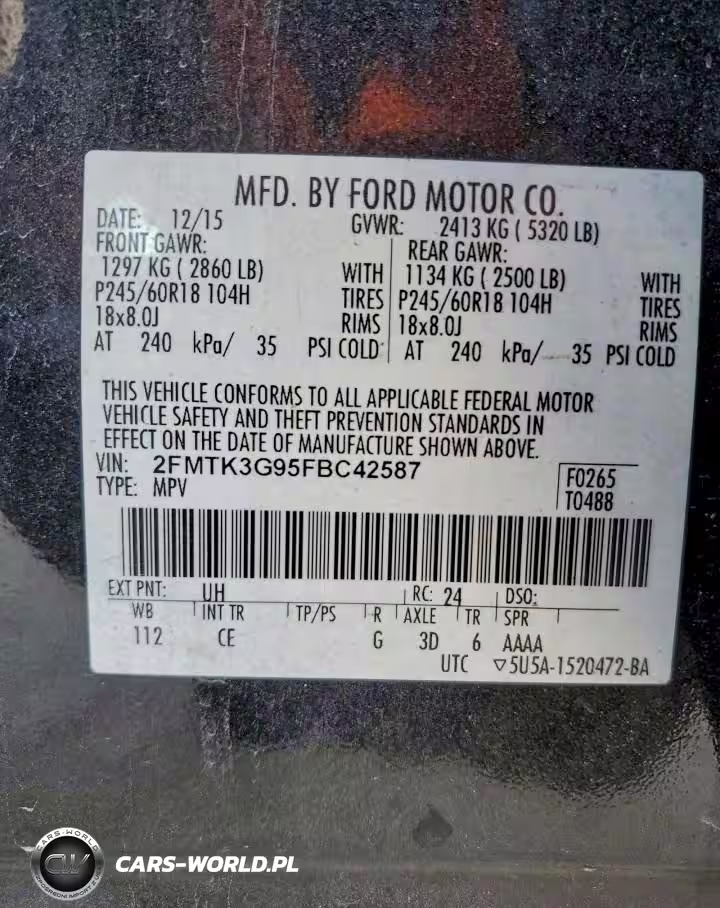 MFD. BY FORD MOTOR CO.
DATE: 12/15 GVWR: 2413 KG ( 5320 LB)
FRONT GAWR: REAR GAWR:
1297 KG ( 2860 LB) WITH 1134 KG ( 2500 LB) WITH
P245/60R18 104H TIRES P245/60R18 104H TIRES
18x8.0J RIMS 18x8.0J RIMS
AT 240 kPa/ 35 PSI COLD AT 240 kPa/ 35 PSI COLD
THIS VEHICLE CONFORMS TO ALL APPLICABLE FEDERAL MOTOR
VEHICLE SAFETY AND THEFT PREVENTION STANDARDS IN
EFFECT ON THE DATE OF MANUFACTURE SHOWN ABOVE.
VIN: 2FMTK3G95FBC42587 F0265
TYPE: MPV T0488
EXT PNT: UH RC: 24 DSO:
WB INT TR TP/PS R AXLE TR SPR
112 CE G 3D 6 AAAA
UTC ▽5U5A-1520472-BA
CARS-WORLD.PL
CARS-WORLD